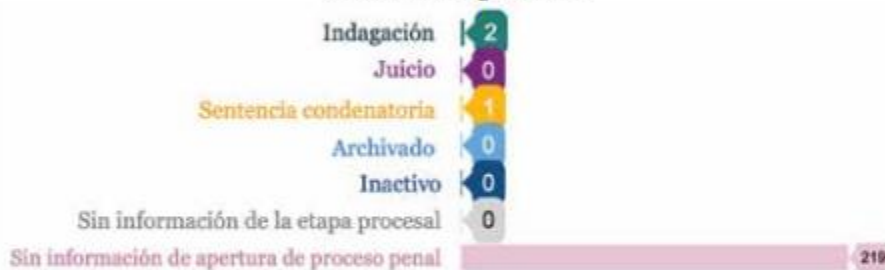 Indagación 2
Juicio 0
Sentencia condenatoria 1
Archivado 0
Inactivo 0
Sin información de la etapa procesal 0
Sin información de apertura de proceso penal 219